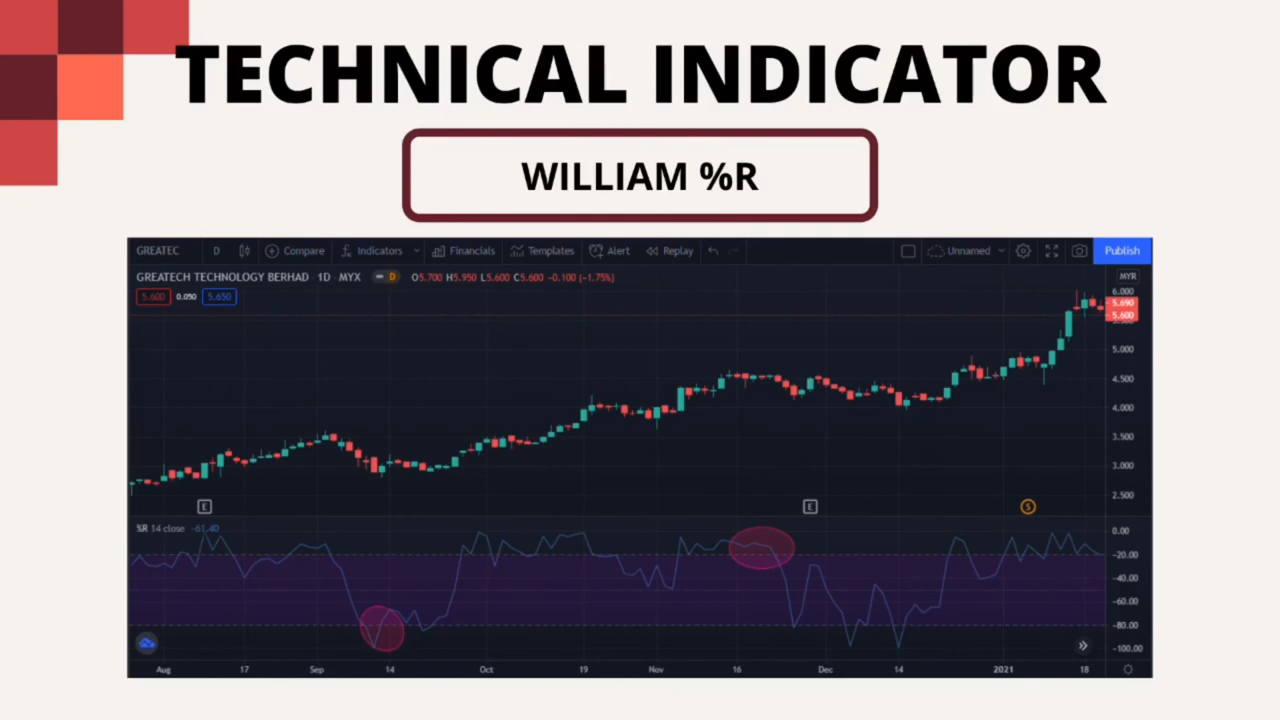 TECHNICAL INDICATOR
WILLIAM %R
GREATEC D Compare Indicators Financials Templates Alert Replay Unnamed Publish
GREATECH TECHNOLOGY BERHAD · 1D · MYX D O5.700 H5.950 L5.600 C5.600 -0.100 (-1.75%) MYR
5.600 0.050 5.650
6.000
5.690
5.600
5.000
4.500
4.000
3.500
3.000
2.500
E E S
%R 14 close -61.40
0.00
-20.00
-40.00
-60.00
-80.00
-100.00
Aug 17 Sep 14 Oct 19 Nov 16 Dec 14 2021 18